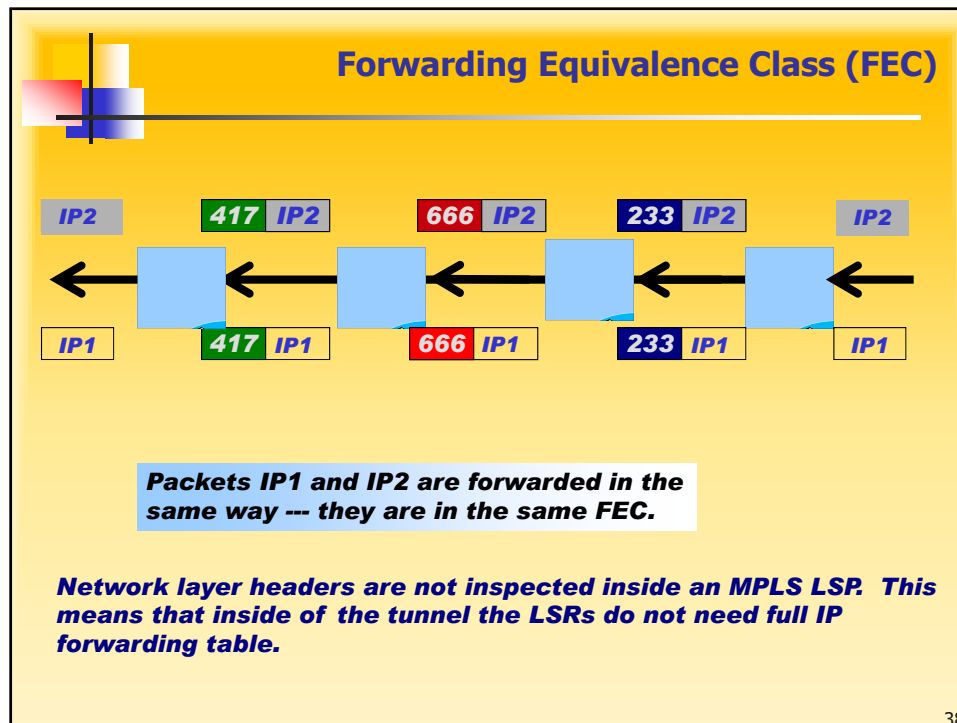 Forwarding Equivalence Class (FEC)
IP2
417 IP2
666 IP2
233 IP2
IP2
IP1
417 IP1
666 IP1
233 IP1
IP1
Packets IP1 and IP2 are forwarded in the
same way --- they are in the same FEC.
Network layer headers are not inspected inside an MPLS LSP. This
means that inside of the tunnel the LSRs do not need full IP
forwarding table.
38